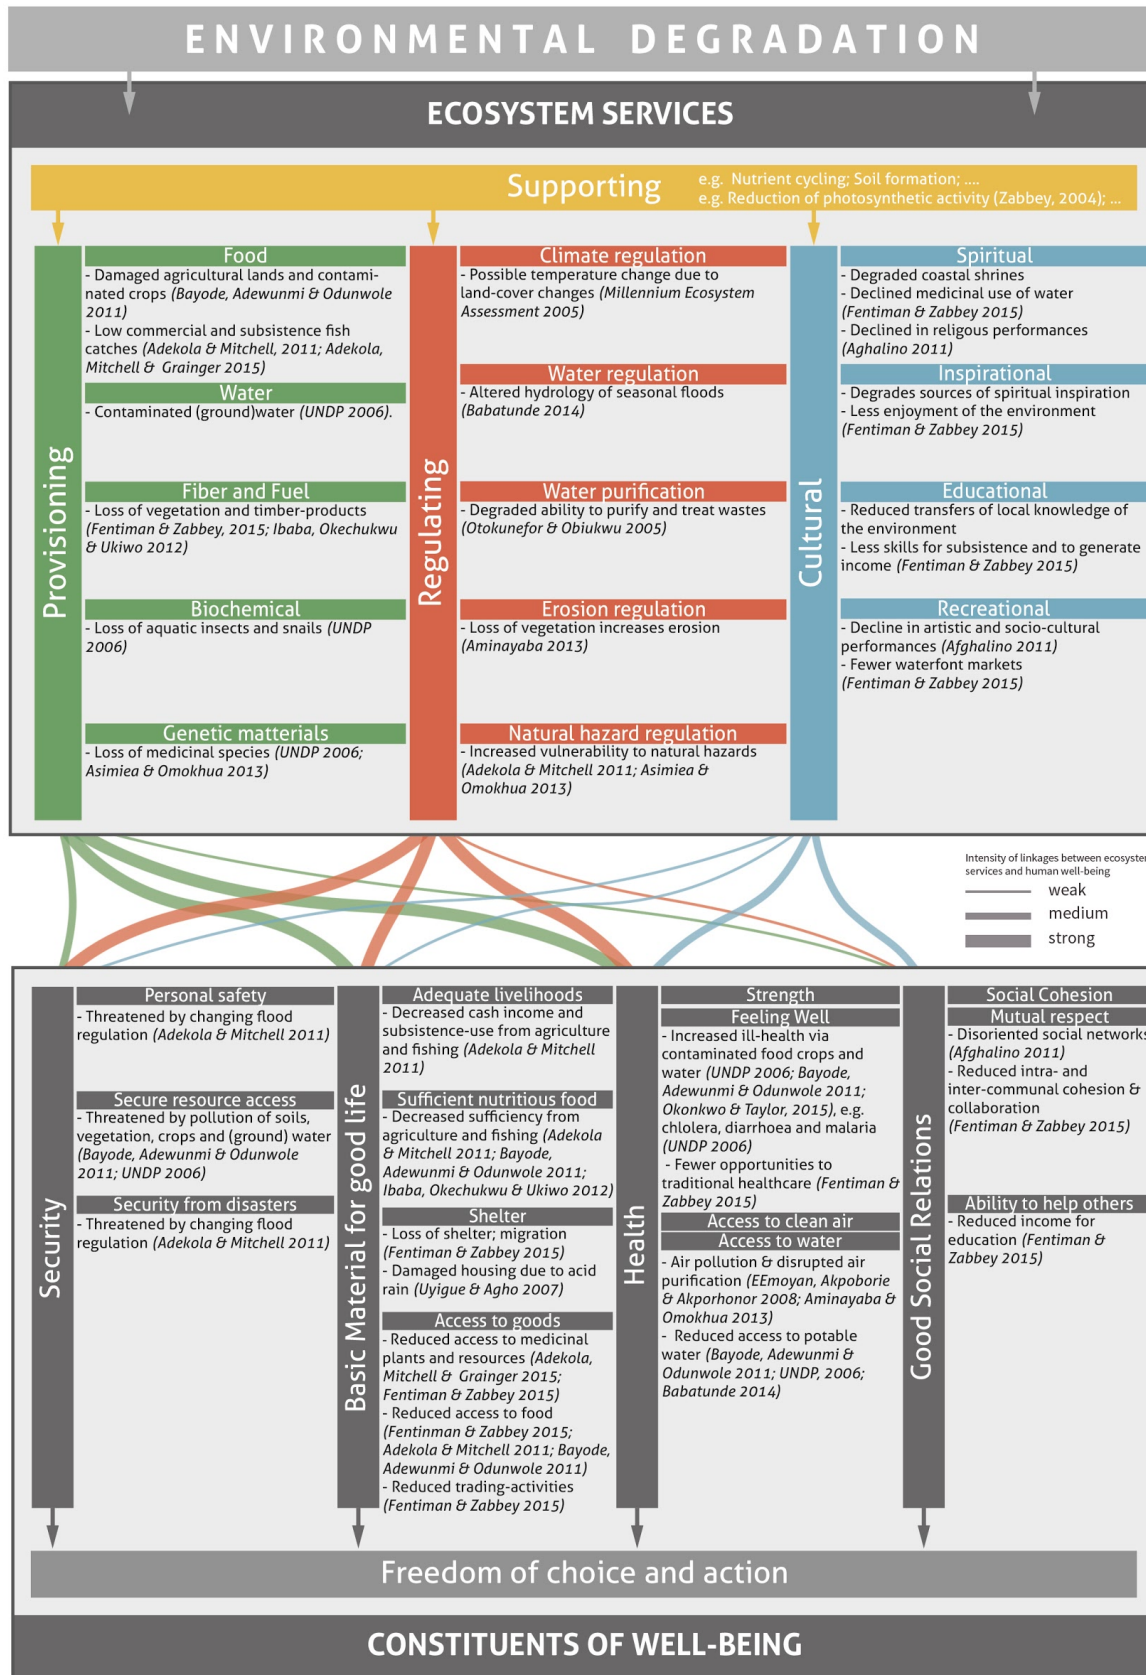 ENVIRONMENTAL DEGRADATION
ECOSYSTEM SERVICES
Supporting
e.g. Nutrient cycling; Soil formation; ....
e.g. Reduction of photosynthetic activity (Zabbey, 2004); ...
Provisioning
Food
- Damaged agricultural lands and contami-
nated crops (Bayode, Adewunmi & Odunwole
2011)
- Low commercial and subsistence fish
catches (Adekola & Mitchell, 2011; Adekola,
Mitchell & Grainger 2015)
Water
- Contaminated (ground)water (UNDP 2006).
Fiber and Fuel
- Loss of vegetation and timber-products
(Fentiman & Zabbey, 2015; Ibaba, Okechukwu
& Ukiwo 2012)
Biochemical
- Loss of aquatic insects and snails (UNDP
2006)
Genetic materials
- Loss of medicinal species (UNDP 2006;
Asimiea & Omokhua 2013)
Regulating
Climate regulation
- Possible temperature change due to
land-cover changes (Millennium Ecosystem
Assessment 2005)
Water regulation
- Altered hydrology of seasonal floods
(Babatunde 2014)
Water purification
- Degraded ability to purify and treat wastes
(Otokunefor & Obiukwu 2005)
Erosion regulation
- Loss of vegetation increases erosion
(Aminayaba 2013)
Natural hazard regulation
- Increased vulnerability to natural hazards
(Adekola & Mitchell 2011; Asimiea &
Omokhua 2013)
Cultural
Spiritual
- Degraded coastal shrines
- Declined medicinal use of water
(Fentiman & Zabbey 2015)
- Declined in religous performances
(Aghalino 2011)
Inspirational
- Degrades sources of spiritual inspiration
- Less enjoyment of the environment
(Fentiman & Zabbey 2015)
Educational
- Reduced transfers of local knowledge of
the environment
- Less skills for subsistence and to generate
income (Fentiman & Zabbey 2015)
Recreational
- Decline in artistic and socio-cultural
performances (Afghalino 2011)
- Fewer waterfont markets
(Fentiman & Zabbey 2015)
Intensity of linkages between ecosystem
services and human well-being
weak
medium
strong
Security
Personal safety
- Threatened by changing flood
regulation (Adekola & Mitchell 2011)
Secure resource access
- Threatened by pollution of soils,
vegetation, crops and (ground) water
(Bayode, Adewunmi & Odunwole
2011; UNDP 2006)
Security from disasters
- Threatened by changing flood
regulation (Adekola & Mitchell 2011)
Basic Material for good life
Adequate livelihoods
- Decreased cash income and
subsistence-use from agriculture
and fishing (Adekola & Mitchell
2011)
Sufficient nutritious food
- Decreased sufficiency from
agriculture and fishing (Adekola
& Mitchell 2011; Bayode,
Adewunmi & Odunwole 2011;
Ibaba, Okechukwu & Ukiwo 2012)
Shelter
- Loss of shelter; migration
(Fentiman & Zabbey 2015)
- Damaged housing due to acid
rain (Uyigue & Agho 2007)
Access to goods
- Reduced access to medicinal
plants and resources (Adekola,
Mitchell & Grainger 2015;
Fentiman & Zabbey 2015)
- Reduced access to food
(Fentinman & Zabbey 2015;
Adekola & Mitchell 2011; Bayode,
Adewunmi & Odunwole 2011)
- Reduced trading-activities
(Fentiman & Zabbey 2015)
Health
Strength
Feeling Well
- Increased ill-health via
contaminated food crops and
water (UNDP 2006; Bayode,
Adewunmi & Odunwole 2011;
Okonkwo & Taylor, 2015), e.g.
chlolera, diarrhoea and malaria
(UNDP 2006)
- Fewer opportunities to
traditional healthcare (Fentiman &
Zabbey 2015)
Access to clean air
Access to water
- Air pollution & disrupted air
purification (EEmoyan, Akpoborie
& Akporhonor 2008; Aminayaba &
Omokhua 2013)
- Reduced access to potable
water (Bayode, Adewunmi &
Odunwole 2011; UNDP, 2006;
Babatunde 2014)
Good Social Relations
Social Cohesion
Mutual respect
- Disoriented social networks
(Afghalino 2011)
- Reduced intra- and
inter-communal cohesion &
collaboration
(Fentiman & Zabbey 2015)
Ability to help others
- Reduced income for
education (Fentiman &
Zabbey 2015)
Freedom of choice and action
CONSTITUENTS OF WELL-BEING